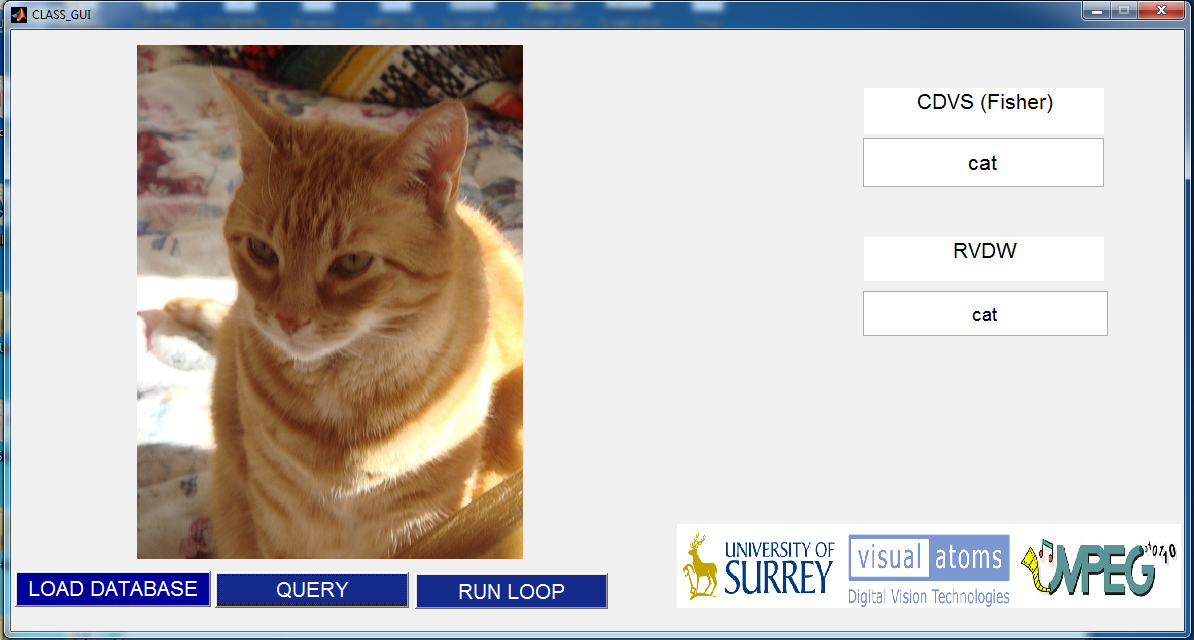 CLASS_GUI
CDVS (Fisher)
cat
RVDW
cat
LOAD DATABASE
QUERY
RUN LOOP
UNIVERSITY OF
SURREY
visual atoms
Digital Vision Technologies
MPEG